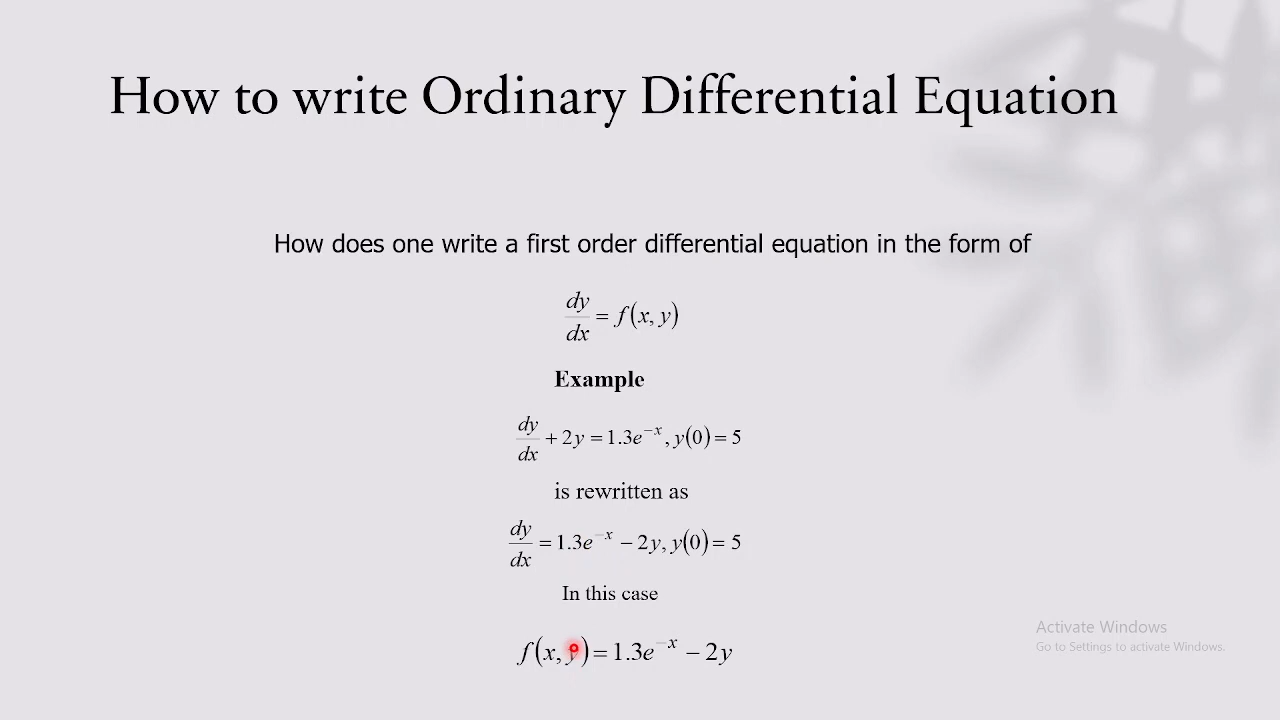 How to write Ordinary Differential Equation
How does one write a first order differential equation in the form of
dy/dx = f(x, y)
Example
dy/dx + 2y = 1.3e^{-x}, y(0) = 5
is rewritten as
dy/dx = 1.3e^{-x} − 2y, y(0) = 5
In this case
f(x, y) = 1.3e^{-x} − 2y
Activate Windows
Go to Settings to activate Windows.